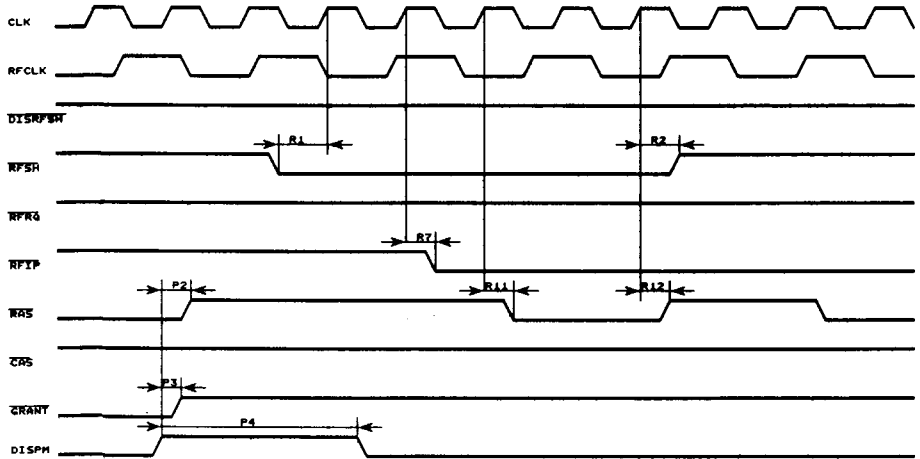 CLK
RFCLK
DISRFSH
R1 R2
RFSH
RFRQ
R7
RFIP
P2 R11 R12
RAS
CAS
P3
GRANT
P4
DISPM